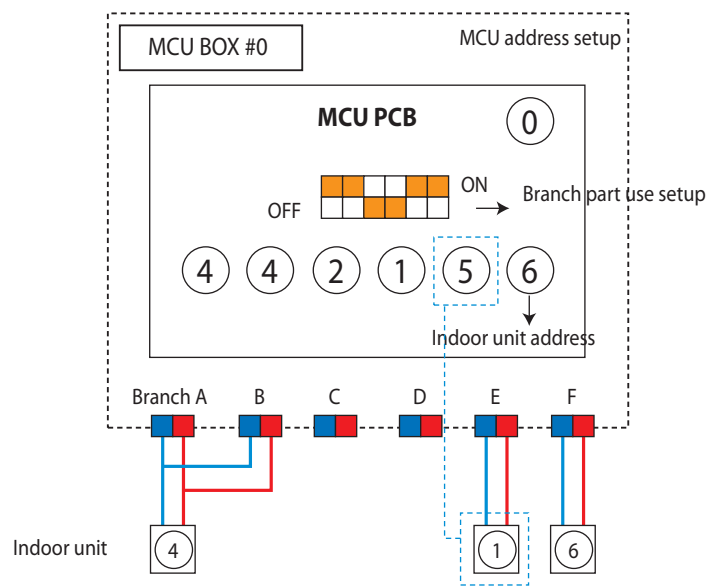 MCU BOX #0
MCU address setup
MCU PCB
0
ON
OFF
Branch part use setup
4 4 2 1 5 6
Indoor unit address
Branch A B C D E F
Indoor unit
4 1 6